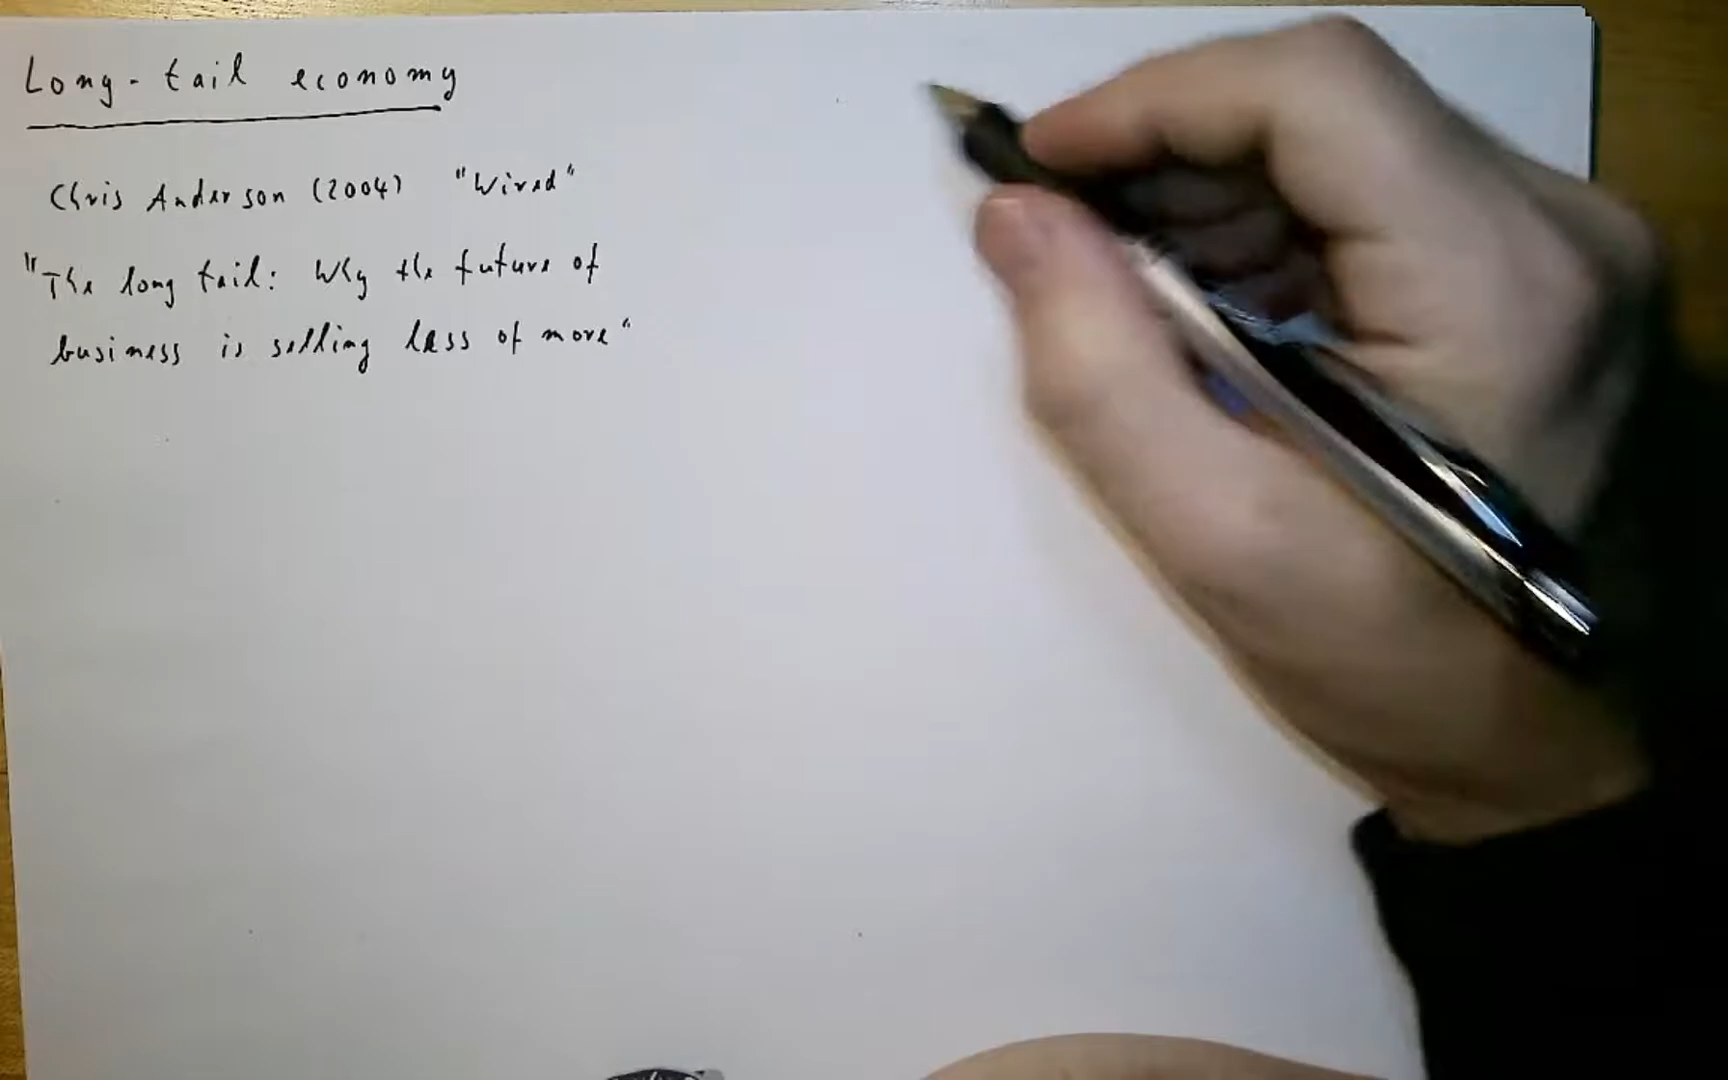 Long-tail economy
Chris Anderson (2004) "Wired"
"The long tail: Why the future of
business is selling less of more"